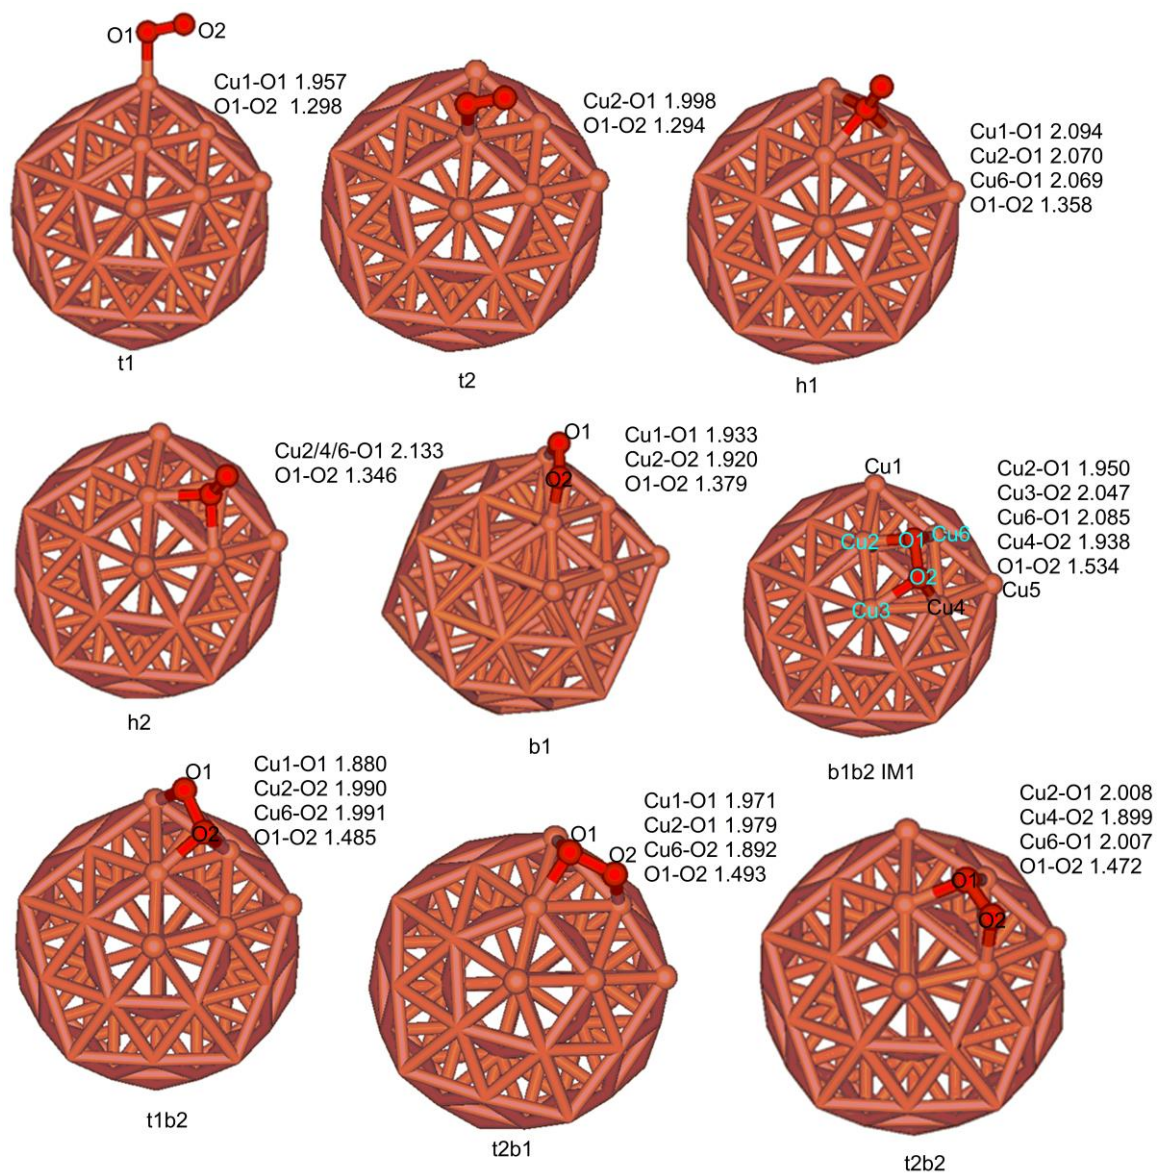 O1
O2
Cu1-O1 1.957
O1-O2 1.298
t1
Cu2-O1 1.998
O1-O2 1.294
t2
Cu1-O1 2.094
Cu2-O1 2.070
Cu6-O1 2.069
O1-O2 1.358
h1
Cu2/4/6-O1 2.133
O1-O2 1.346
h2
O1
O2
Cu1-O1 1.933
Cu2-O2 1.920
O1-O2 1.379
b1
Cu1
Cu2
O1
Cu6
O2
Cu5
Cu3
Cu4
Cu2-O1 1.950
Cu3-O2 2.047
Cu6-O1 2.085
Cu4-O2 1.938
O1-O2 1.534
b1b2 IM1
O1
O2
Cu1-O1 1.880
Cu2-O2 1.990
Cu6-O2 1.991
O1-O2 1.485
t1b2
O1
O2
Cu1-O1 1.971
Cu2-O1 1.979
Cu6-O2 1.892
O1-O2 1.493
t2b1
O1
O2
Cu2-O1 2.008
Cu4-O2 1.899
Cu6-O1 2.007
O1-O2 1.472
t2b2